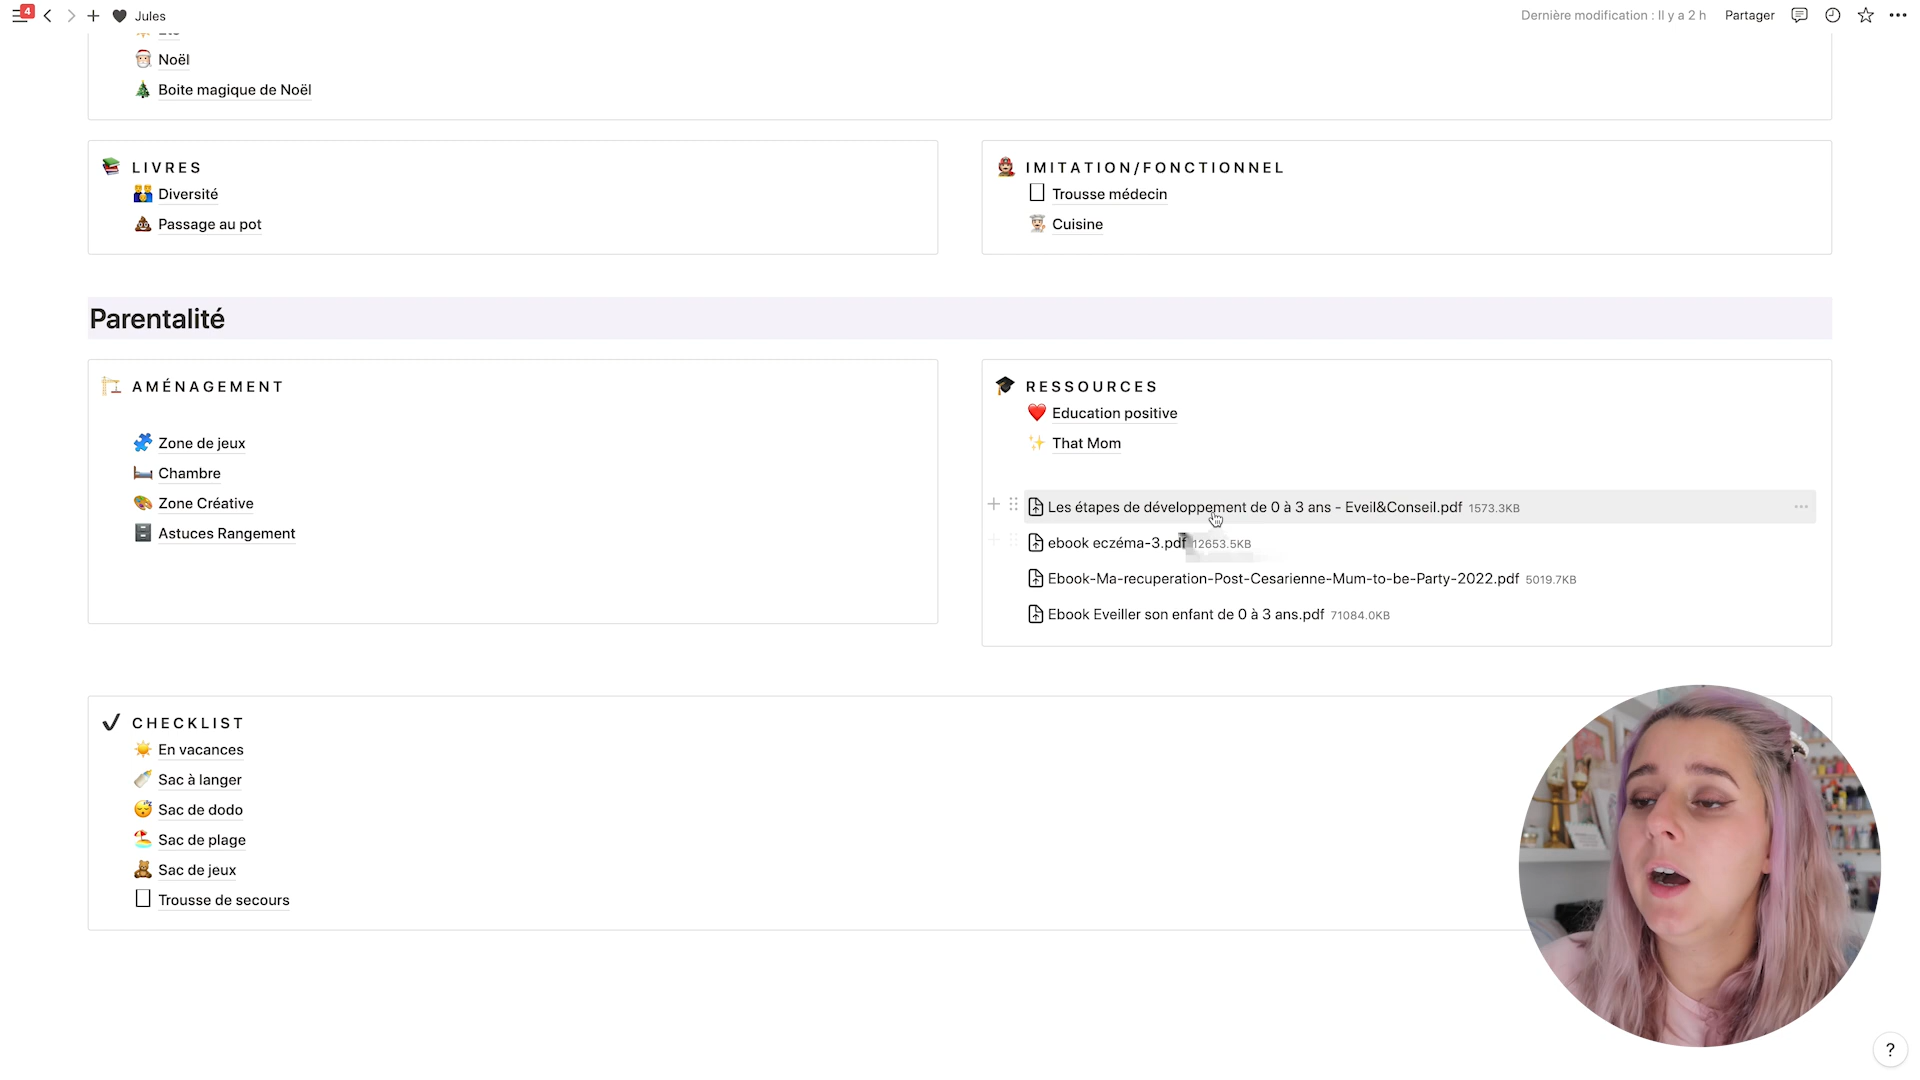 4
Jules
Dernière modification : Il y a 2 h
Partager
Noël
Boite magique de Noël
LIVRES
Diversité
Passage au pot
IMITATION/FONCTIONNEL
Trousse médecin
Cuisine
Parentalité
AMÉNAGEMENT
Zone de jeux
Chambre
Zone Créative
Astuces Rangement
RESSOURCES
Education positive
That Mom
Les étapes de développement de 0 à 3 ans - Eveil&Conseil.pdf 1573.3KB
ebook eczéma-3.pdf 12653.5KB
Ebook-Ma-recuperation-Post-Cesarienne-Mum-to-be-Party-2022.pdf 5019.7KB
Ebook Eveiller son enfant de 0 à 3 ans.pdf 71084.0KB
CHECKLIST
En vacances
Sac à langer
Sac de dodo
Sac de plage
Sac de jeux
Trousse de secours
?